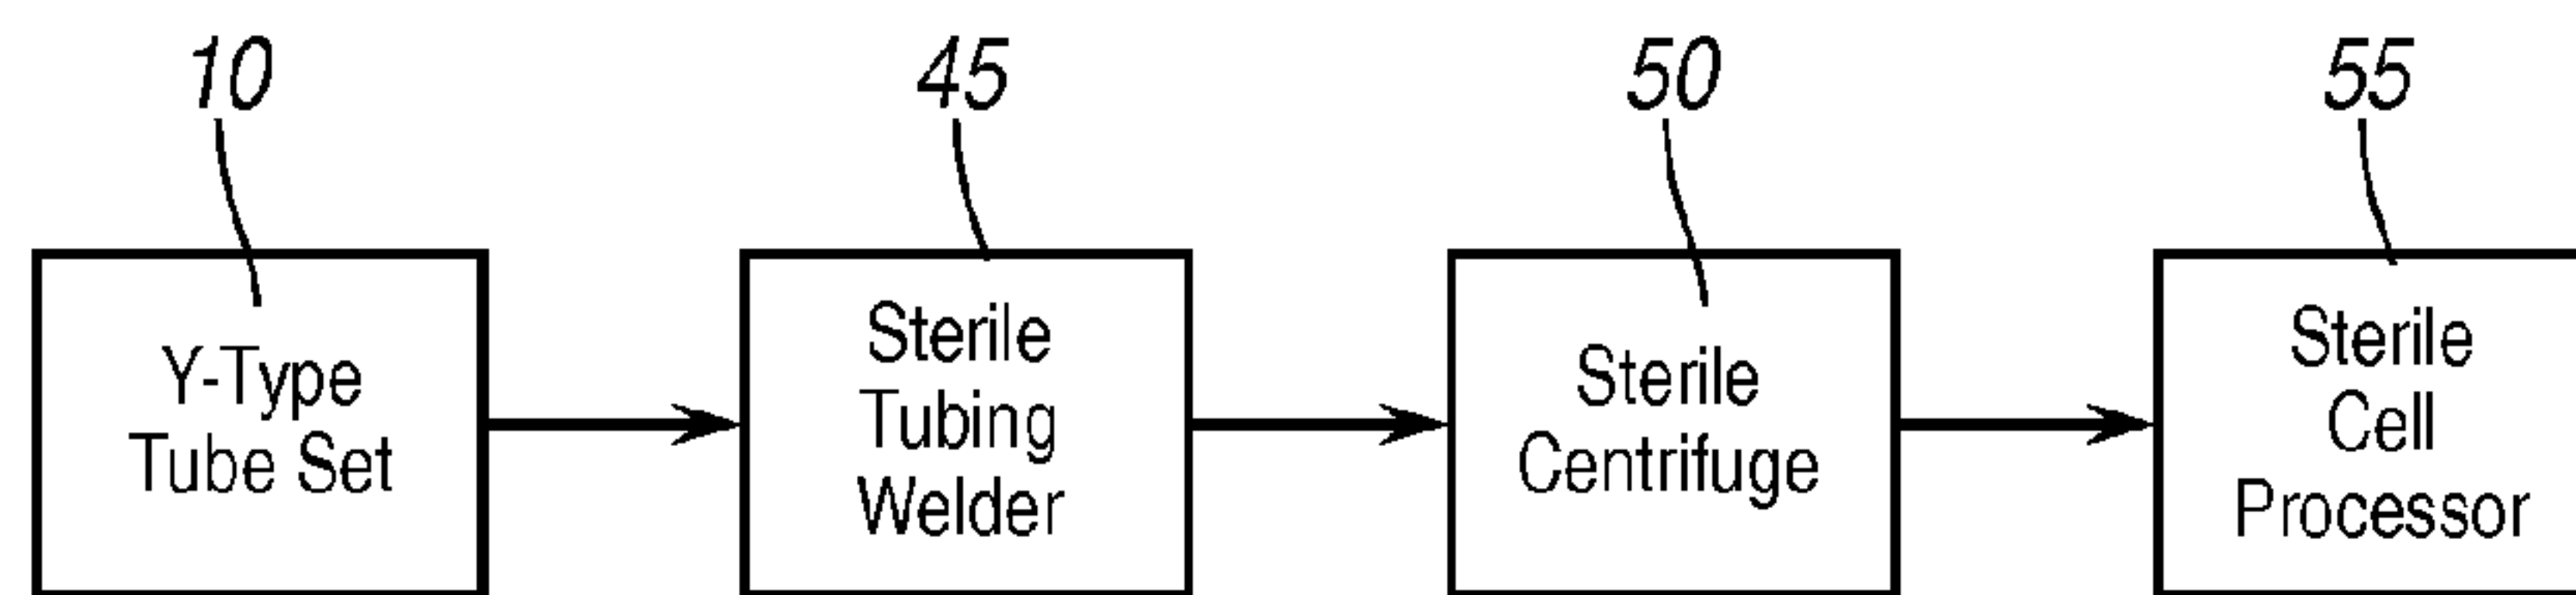 10
45
50
55
Y-Type
Tube Set
Sterile
Tubing
Welder
Sterile
Centrifuge
Sterile
Cell
Processor